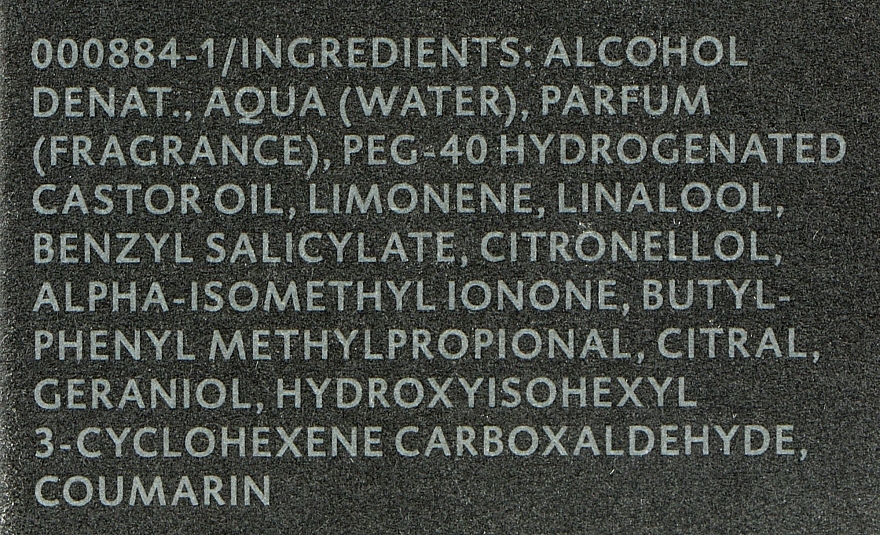 000884-1/INGREDIENTS: ALCOHOL
DENAT., AQUA (WATER), PARFUM
(FRAGRANCE), PEG-40 HYDROGENATED
CASTOR OIL, LIMONENE, LINALOOL,
BENZYL SALICYLATE, CITRONELLOL,
ALPHA-ISOMETHYL IONONE, BUTYL-
PHENYL METHYLPROPIONAL, CITRAL,
GERANIOL, HYDROXYISOHEXYL
3-CYCLOHEXENE CARBOXALDEHYDE,
COUMARIN